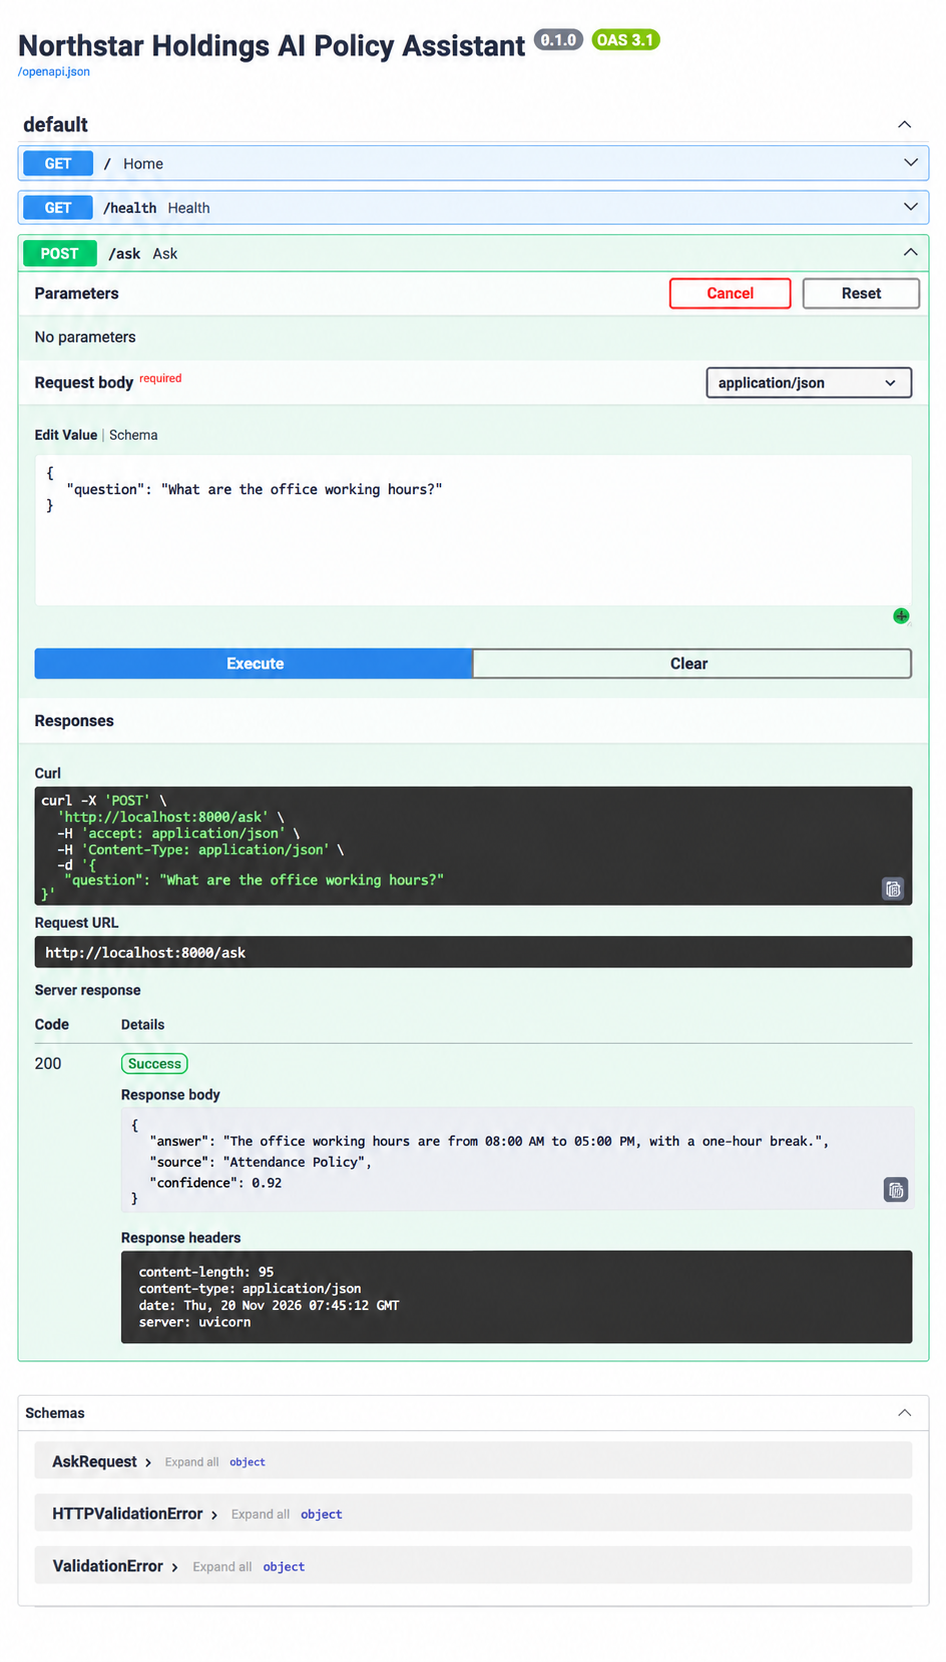 Northstar Holdings AI Policy Assistant 0.1.0 OAS 3.1
/openapi.json
default
GET / Home
GET /health Health
POST /ask Ask
Parameters Cancel Reset
No parameters
Request body required application/json
Edit Value | Schema
{
"question": "What are the office working hours?"
}
Execute Clear
Responses
Curl
curl -X 'POST' \
'http://localhost:8000/ask' \
-H 'accept: application/json' \
-H 'Content-Type: application/json' \
-d '{
"question": "What are the office working hours?"
}'
Request URL
http://localhost:8000/ask
Server response
Code Details
200 Success
Response body
{
"answer": "The office working hours are from 08:00 AM to 05:00 PM, with a one-hour break.",
"source": "Attendance Policy",
"confidence": 0.92
}
Response headers
content-length: 95
content-type: application/json
date: Thu, 20 Nov 2026 07:45:12 GMT
server: uvicorn
Schemas
AskRequest > Expand all object
HTTPValidationError > Expand all object
ValidationError > Expand all object